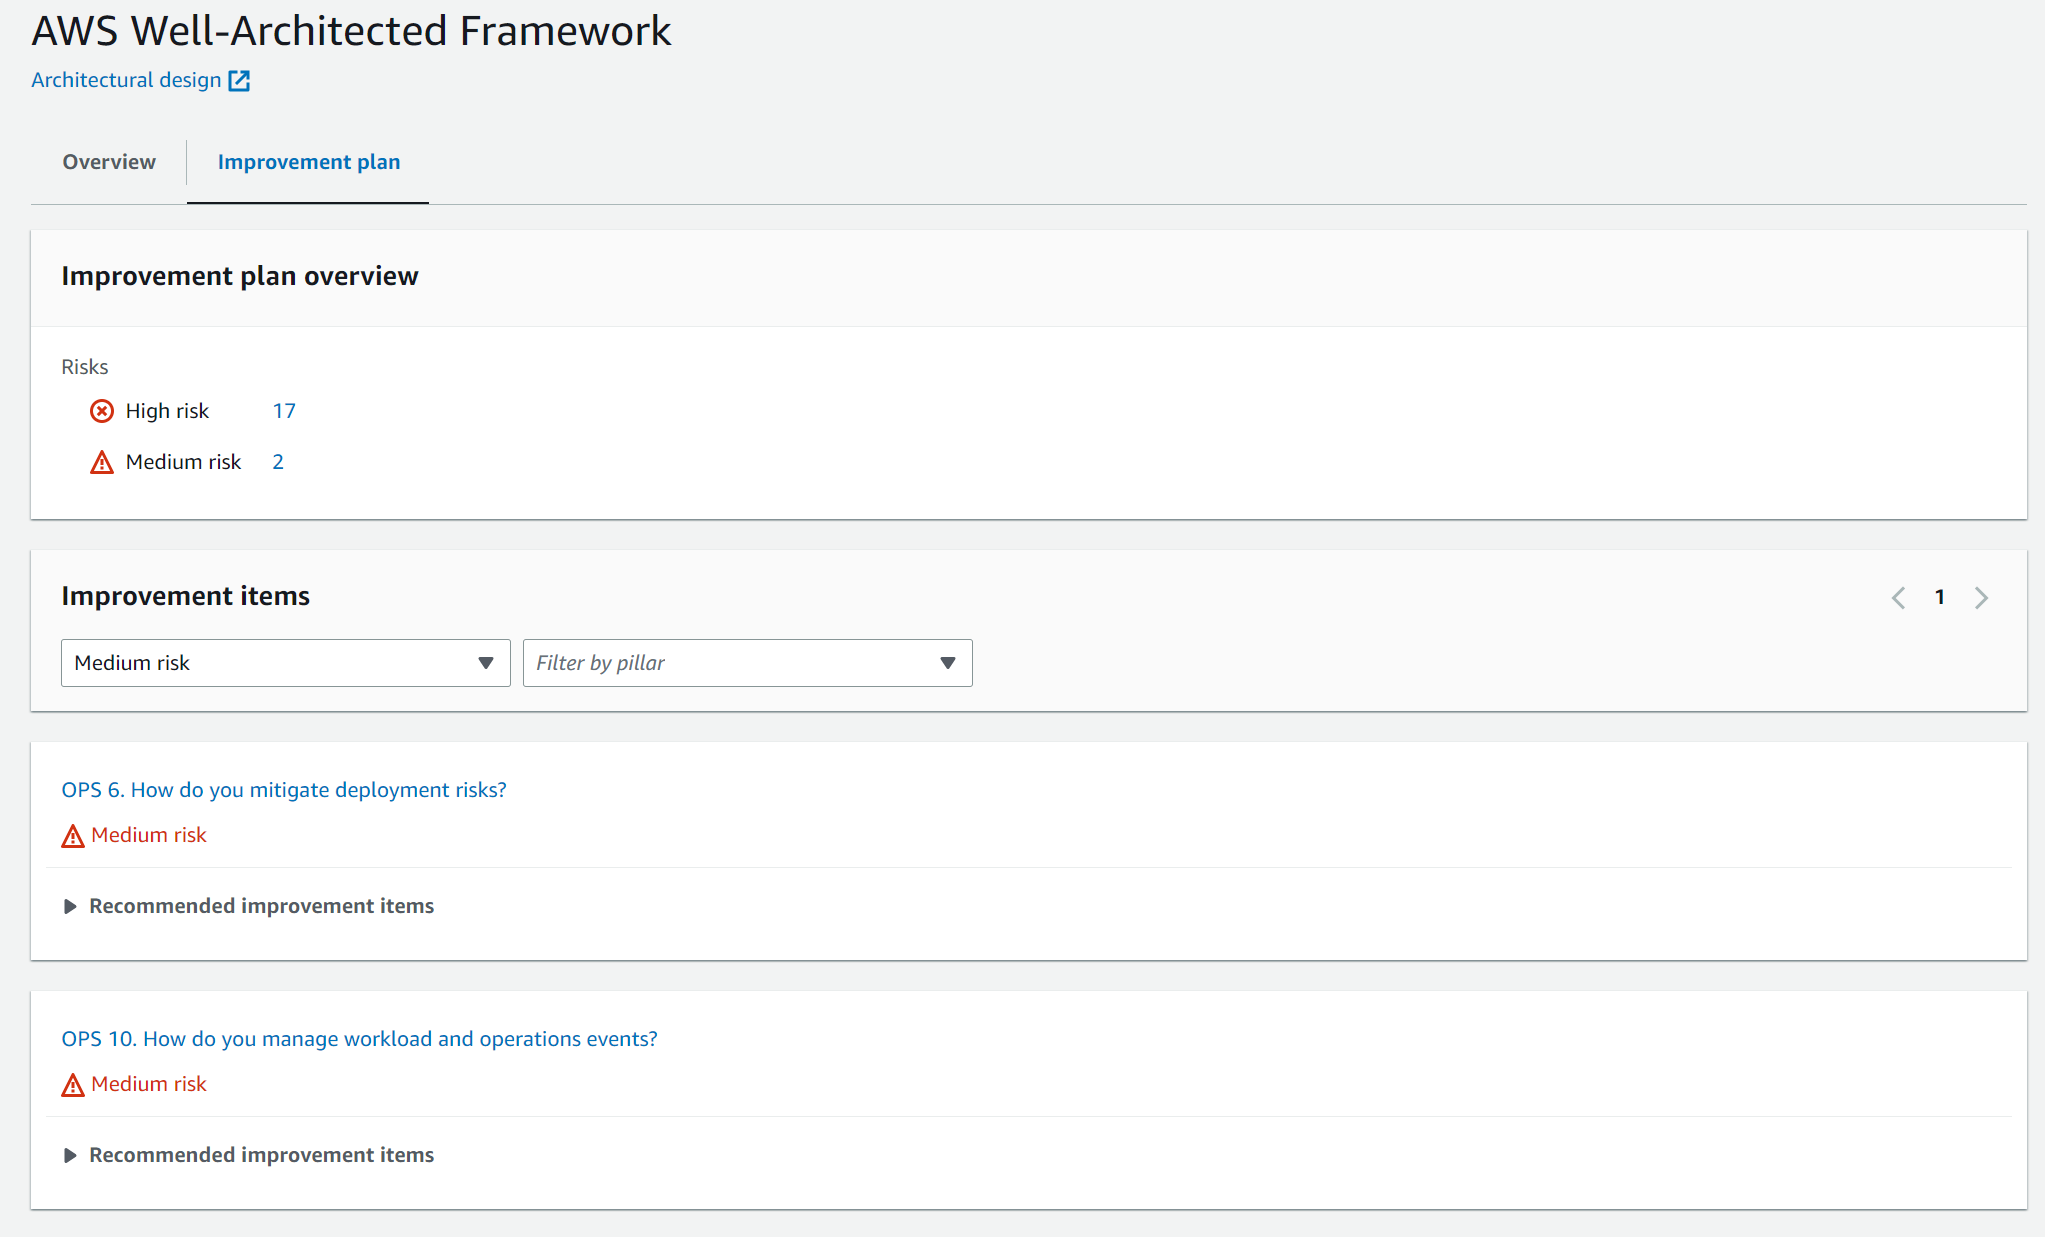 AWS Well-Architected Framework
Architectural design
Overview
Improvement plan
Improvement plan overview
Risks
High risk 17
Medium risk 2
Improvement items
1
Medium risk
Filter by pillar
OPS 6. How do you mitigate deployment risks?
Medium risk
Recommended improvement items
OPS 10. How do you manage workload and operations events?
Medium risk
Recommended improvement items